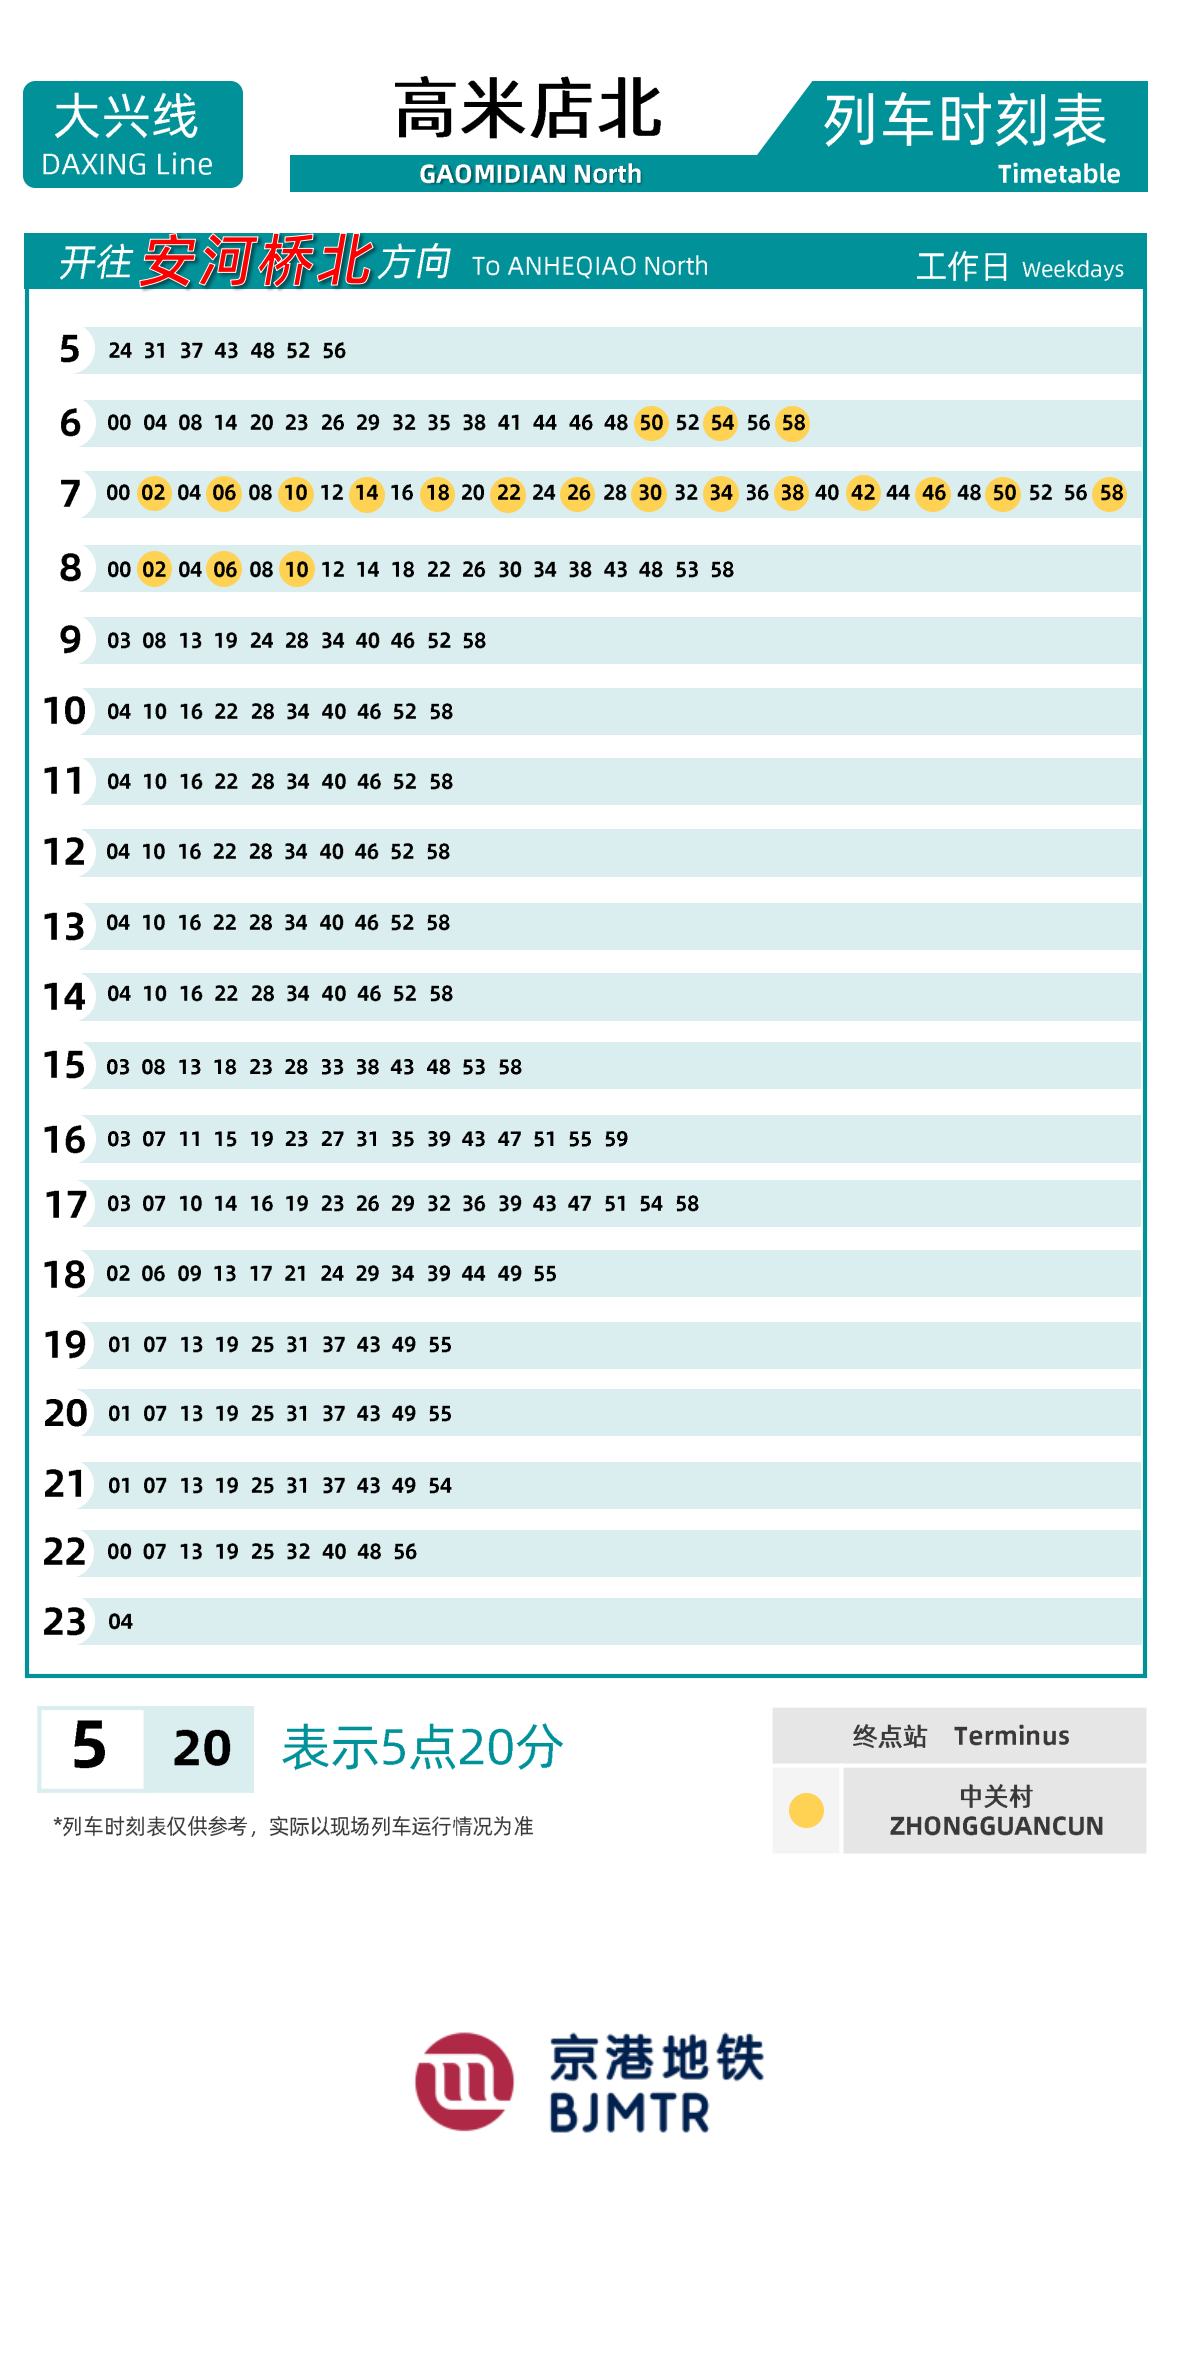 大兴线
DAXING Line
高米店北
GAOMIDIAN North
列车时刻表
Timetable
开往 安河桥北 方向 To ANHEQIAO North 工作日 Weekdays
5 24 31 37 43 48 52 56
6 00 04 08 14 20 23 26 29 32 35 38 41 44 46 48 50 52 54 56 58
7 00 02 04 06 08 10 12 14 16 18 20 22 24 26 28 30 32 34 36 38 40 42 44 46 48 50 52 56 58
8 00 02 04 06 08 10 12 14 18 22 26 30 34 38 43 48 53 58
9 03 08 13 19 24 28 34 40 46 52 58
10 04 10 16 22 28 34 40 46 52 58
11 04 10 16 22 28 34 40 46 52 58
12 04 10 16 22 28 34 40 46 52 58
13 04 10 16 22 28 34 40 46 52 58
14 04 10 16 22 28 34 40 46 52 58
15 03 08 13 18 23 28 33 38 43 48 53 58
16 03 07 11 15 19 23 27 31 35 39 43 47 51 55 59
17 03 07 10 14 16 19 23 26 29 32 36 39 43 47 51 54 58
18 02 06 09 13 17 21 24 29 34 39 44 49 55
19 01 07 13 19 25 31 37 43 49 55
20 01 07 13 19 25 31 37 43 49 55
21 01 07 13 19 25 31 37 43 49 54
22 00 07 13 19 25 32 40 48 56
23 04
5 20 表示5点20分
*列车时刻表仅供参考，实际以现场列车运行情况为准
终点站 Terminus
中关村
ZHONGGUANCUN
京港地铁
BJMTR